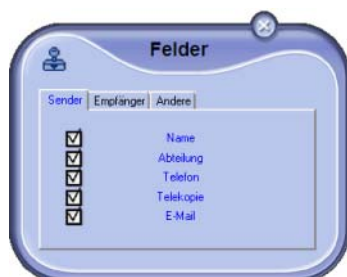 Felder
Sender Empfänger Andere
Name
Abteilung
Telefon
Telekopie
E-Mail